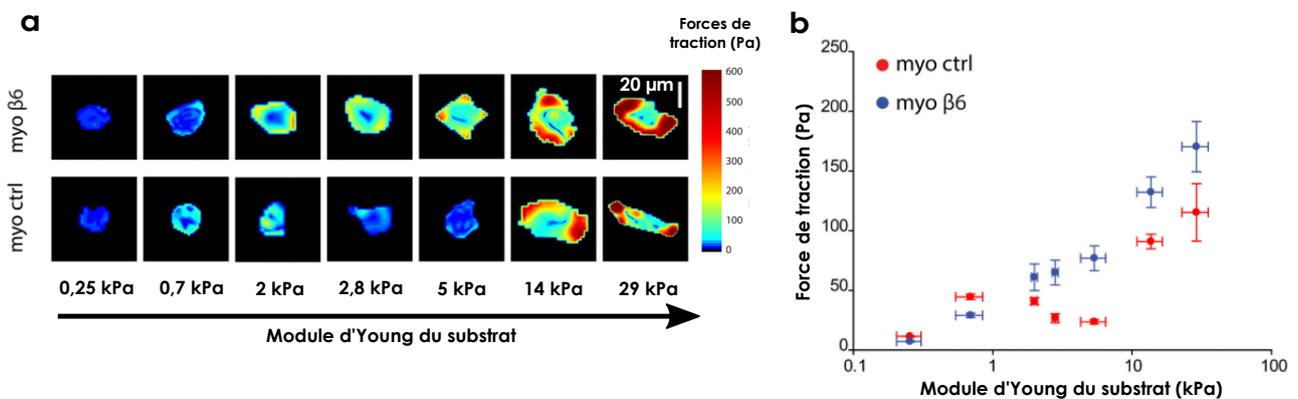 a
Forces de
traction (Pa)
myo β6
20 µm
600
500
400
300
200
100
0
myo ctrl
0,25 kPa 0,7 kPa 2 kPa 2,8 kPa 5 kPa 14 kPa 29 kPa
Module d'Young du substrat
b
Force de traction (Pa)
250
200
150
100
50
0
myo ctrl
myo β6
0.1 1 10 100
Module d'Young du substrat (kPa)